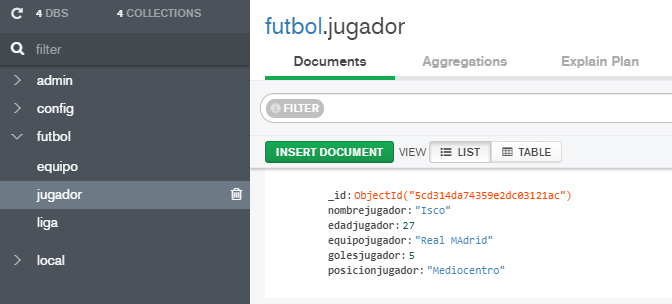 4 DBS 4 COLLECTIONS
filter
admin
config
futbol
equipo
jugador
liga
local
futbol.jugador
Documents Aggregations Explain Plan
FILTER
INSERT DOCUMENT VIEW LIST TABLE
_id: ObjectId("5cd314da74359e2dc03121ac")
nombrejugador: "Isco"
edadjugador: 27
equipojugador: "Real MAdrid"
golesjugador: 5
posicionjugador: "Mediocentro"